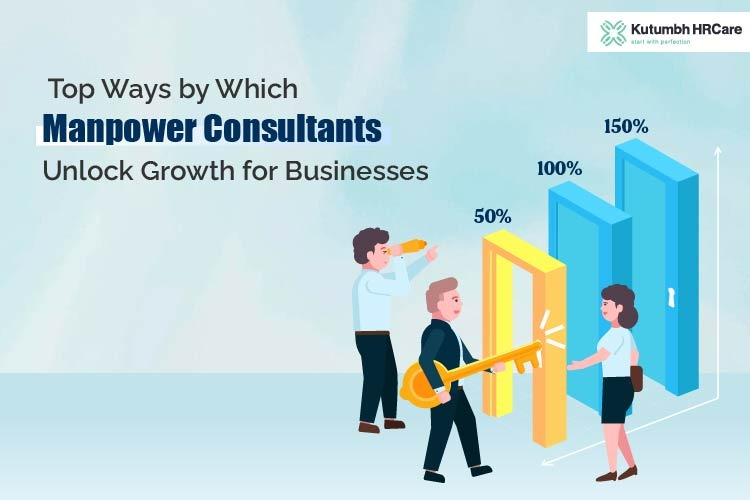 Kutumbh HRCare
start with perfection
Top Ways by Which
Manpower Consultants
Unlock Growth for Businesses
150%
100%
50%